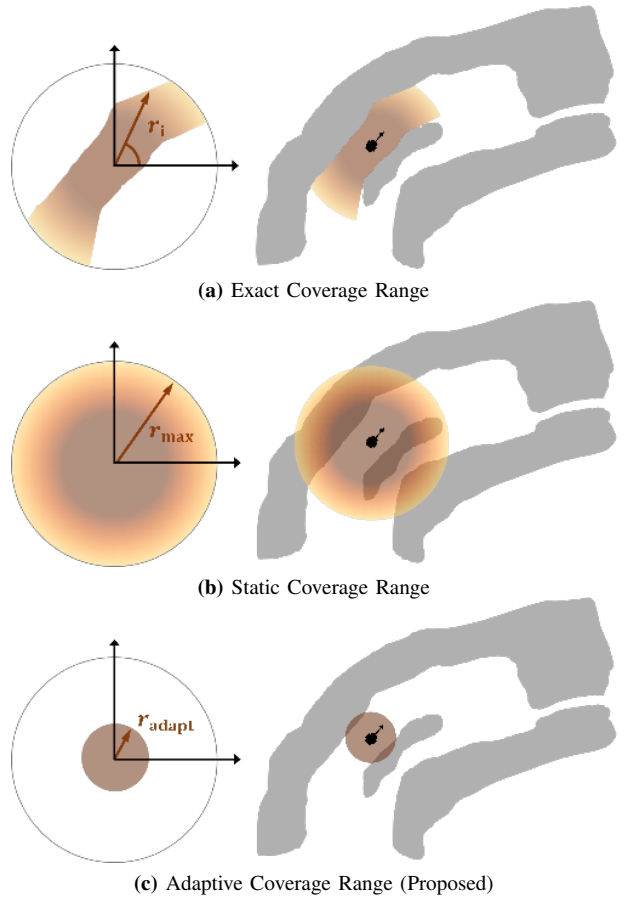 r_i
(a) Exact Coverage Range
r_max
(b) Static Coverage Range
r_adapt
(c) Adaptive Coverage Range (Proposed)